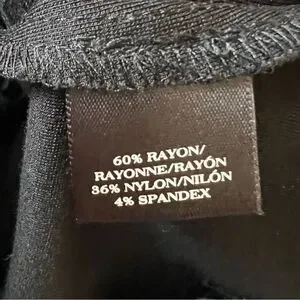 60% RAYON/
RAYONNE/RAYÓN
36% NYLON/NILÓN
4% SPANDEX